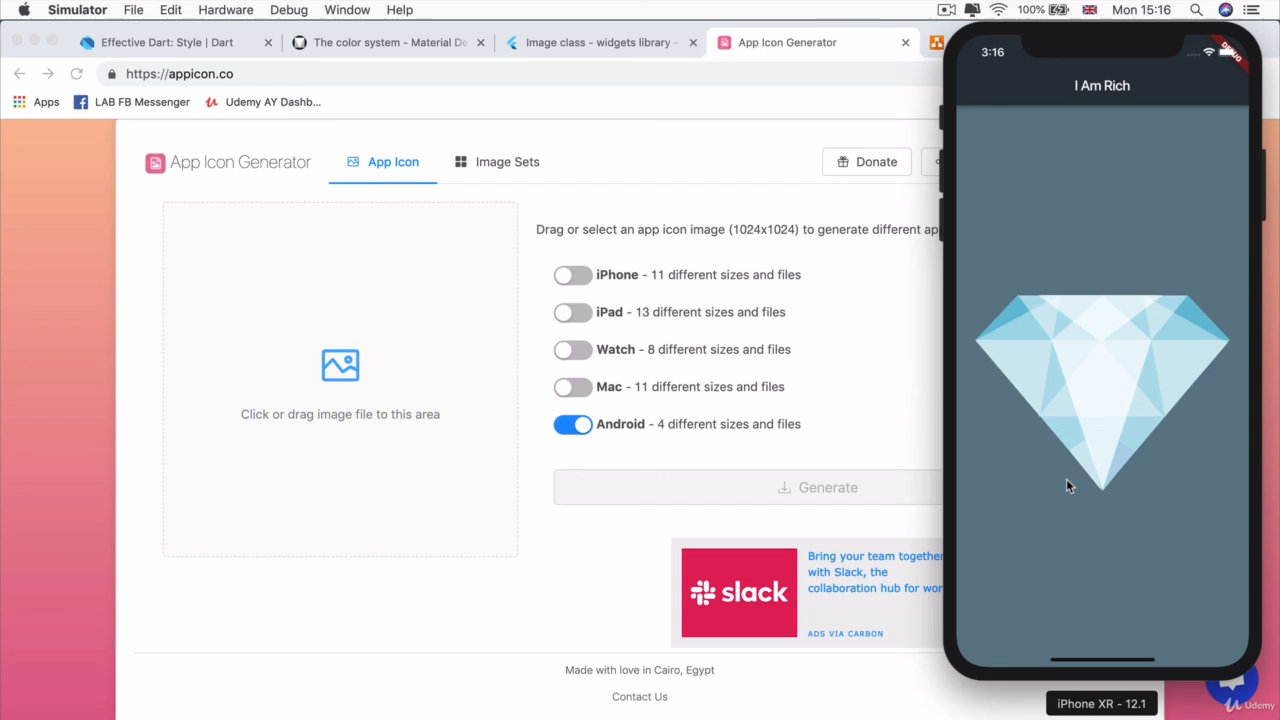 Simulator File Edit Hardware Debug Window Help 100% Mon 15:16
Effective Dart: Style | Dart
The color system - Material De
Image class - widgets library -
App Icon Generator
https://appicon.co
Apps LAB FB Messenger Udemy AY Dashb...
App Icon Generator App Icon Image Sets Donate
Drag or select an app icon image (1024x1024) to generate different ap
iPhone - 11 different sizes and files
iPad - 13 different sizes and files
Watch - 8 different sizes and files
Mac - 11 different sizes and files
Android - 4 different sizes and files
Click or drag image file to this area
Generate
slack
Bring your team together
with Slack, the
collaboration hub for wor
ADS VIA CARBON
Made with love in Cairo, Egypt
Contact Us
3:16
DEBUG
I Am Rich
iPhone XR - 12.1
Udemy